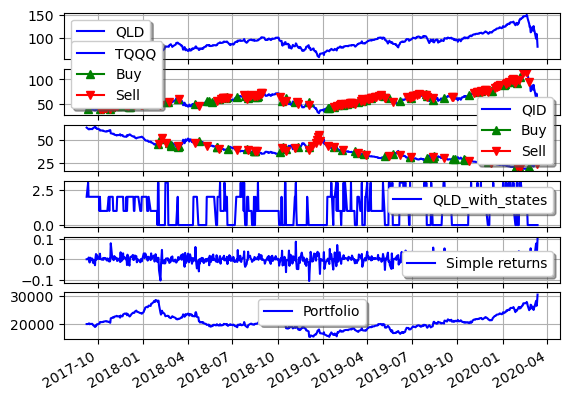 150
QLD
100
TQQQ
Buy
Sell
100
50
QID
Buy
Sell
50
25
2.5
QLD_with_states
0.0
0.1
0.0
Simple returns
−0.1
30000
Portfolio
20000
2017-10
2018-01
2018-04
2018-07
2018-10
2019-01
2019-04
2019-07
2019-10
2020-01
2020-04